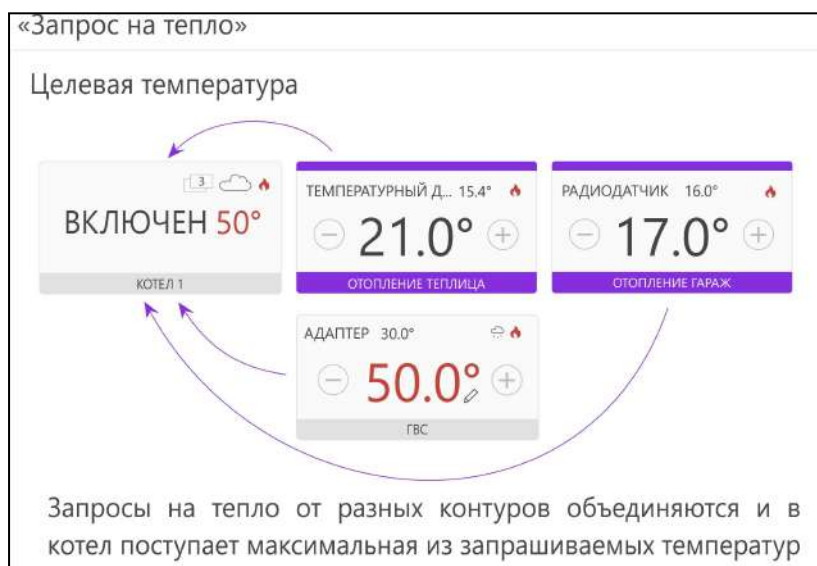 «Запрос на тепло»
Целевая температура
3
ВКЛЮЧЕН 50°
КОТЕЛ 1
ТЕМПЕРАТУРНЫЙ Д... 15.4°
21.0°
ОТОПЛЕНИЕ ТЕПЛИЦА
РАДИОДАТЧИК 16.0°
17.0°
ОТОПЛЕНИЕ ГАРАЖ
АДАПТЕР 30.0°
50.0°
ГВС
Запросы на тепло от разных контуров объединяются и в
котел поступает максимальная из запрашиваемых температур